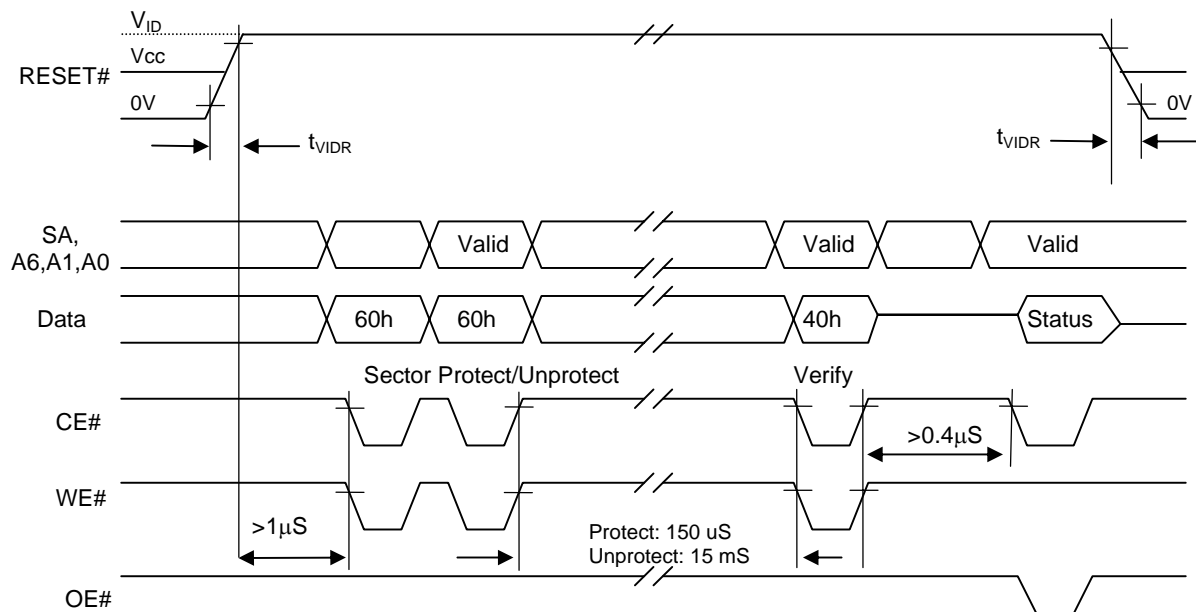 VID
Vcc
RESET#
0V
0V
tVIDR
tVIDR
SA,
A6,A1,A0
Valid
Valid
Valid
Data
60h
60h
40h
Status
Sector Protect/Unprotect
Verify
CE#
>0.4μS
WE#
>1μS
Protect: 150 uS
Unprotect: 15 mS
OE#